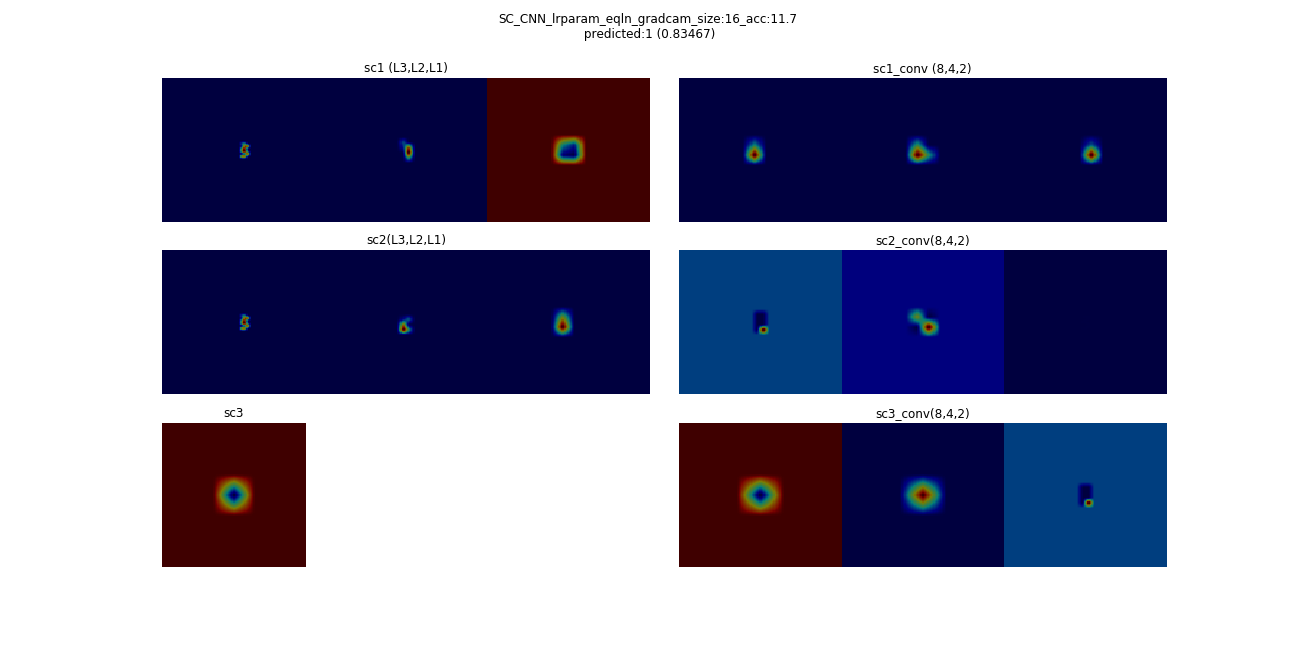 SC_CNN_lrparam_eqln_gradcam_size:16_acc:11.7
predicted:1 (0.83467)
sc1 (L3,L2,L1)
sc1_conv (8,4,2)
sc2(L3,L2,L1)
sc2_conv(8,4,2)
sc3
sc3_conv(8,4,2)